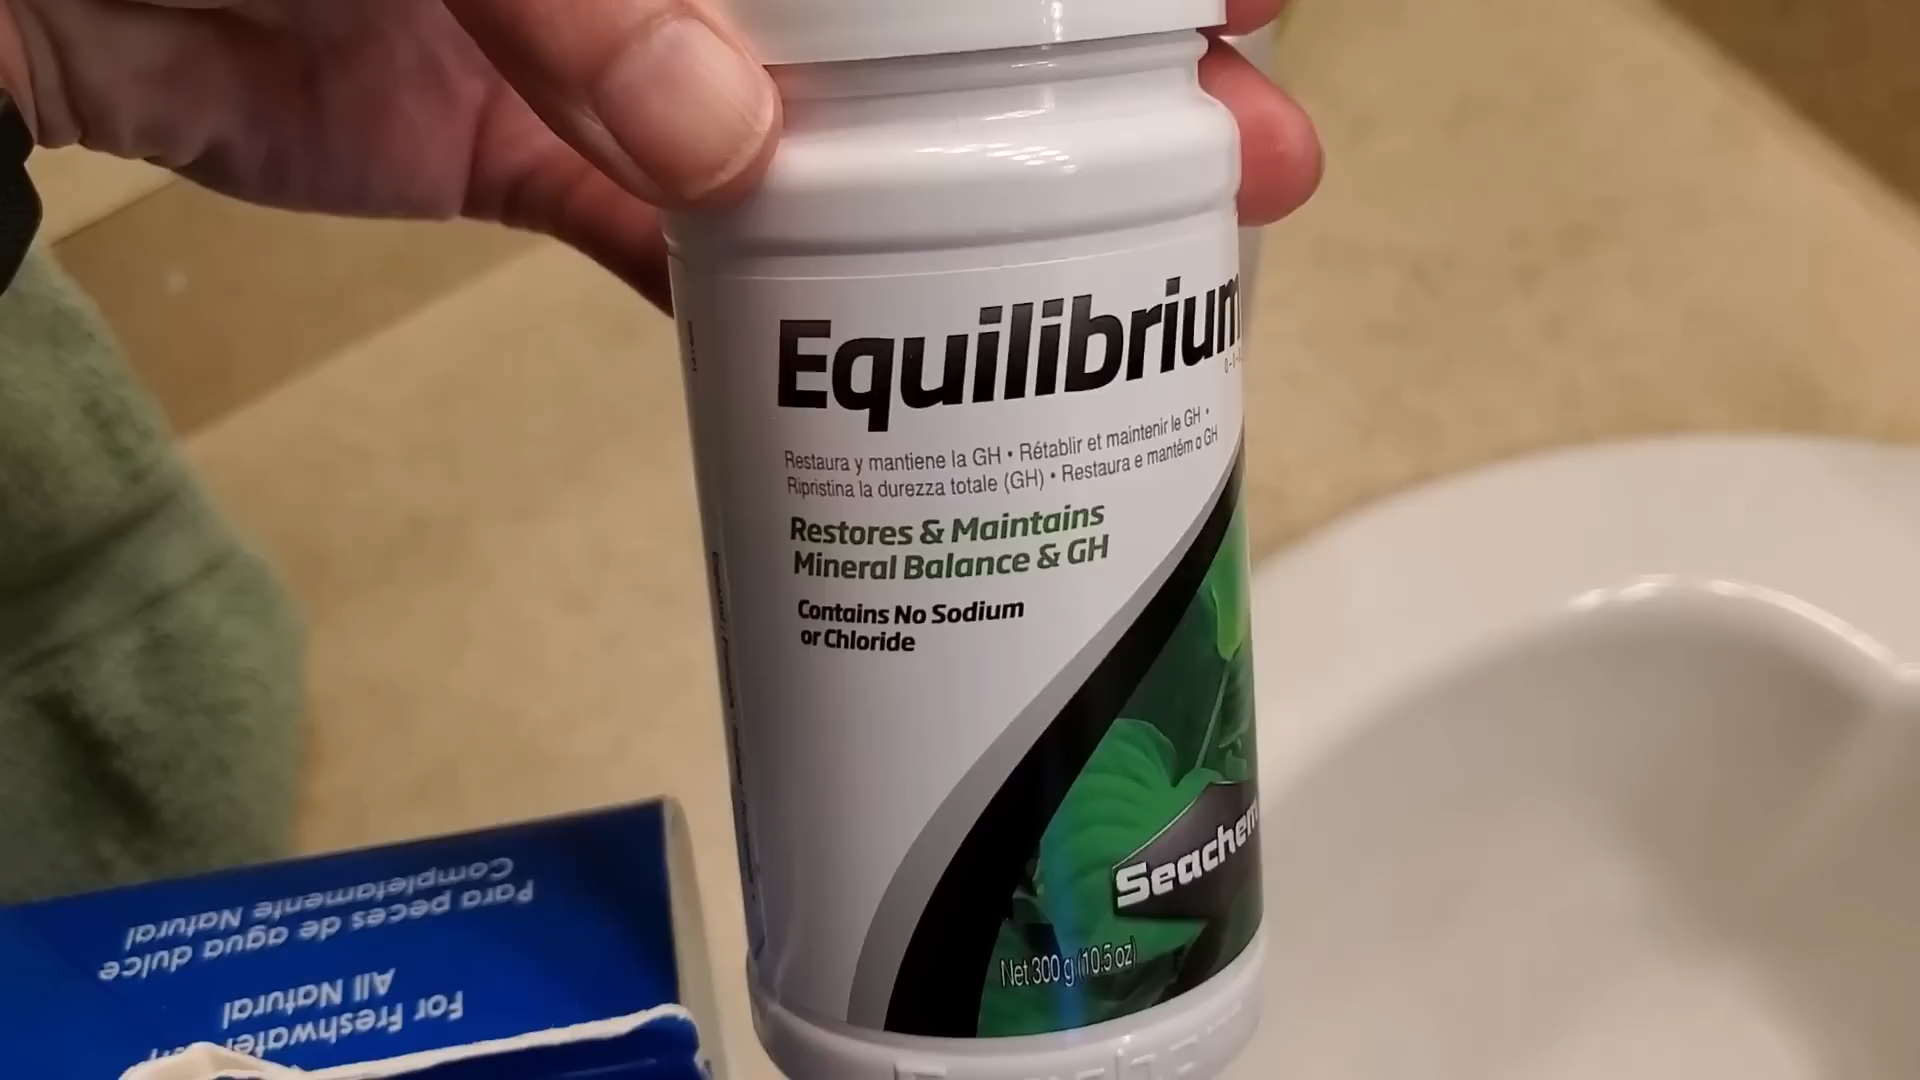 Equilibrium
Restaura y mantiene la GH • Rétablir et maintenir le GH •
Ripristina la durezza totale (GH) • Restaura e mantém o GH
Restores & Maintains
Mineral Balance & GH
Contains No Sodium
or Chloride
Seachem
Net 300 g (10.5 oz)
For Freshwater
All Natural
Para peces de agua dulce
Completamente Natural